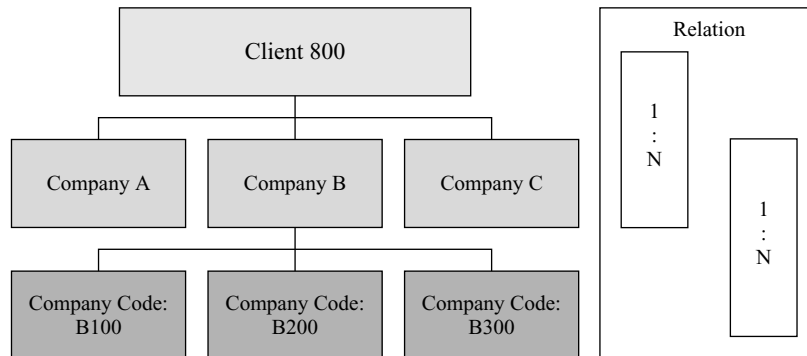 Client 800
Company A
Company B
Company C
Company Code:
B100
Company Code:
B200
Company Code:
B300
Relation
1
:
N
1
:
N